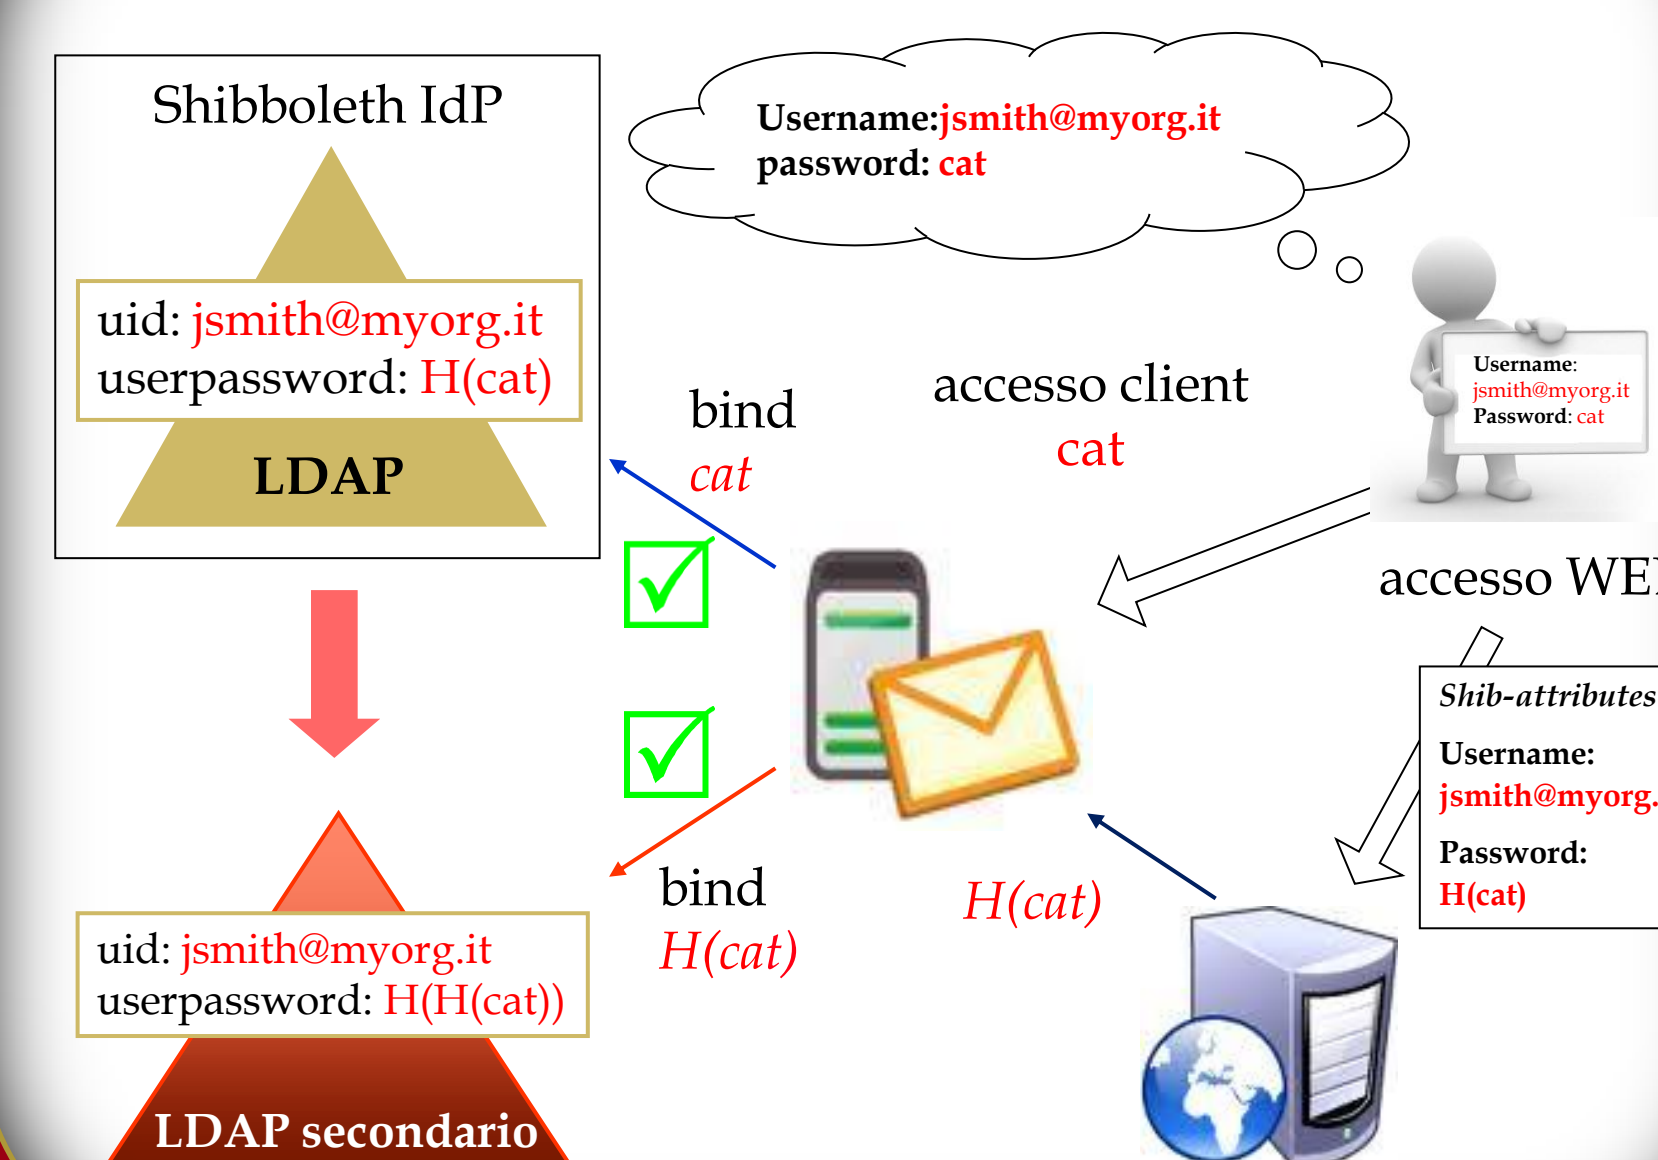 Shibboleth IdP
uid: jsmith@myorg.it
userpassword: H(cat)
LDAP
Username:jsmith@myorg.it
password: cat
bind
cat
accesso client
cat
Username:
jsmith@myorg.it
Password: cat
accesso
Shib-attributes
Username:
jsmith@myorg.
Password:
H(cat)
bind
H(cat)
H(cat)
uid: jsmith@myorg.it
userpassword: H(H(cat))
LDAP secondario